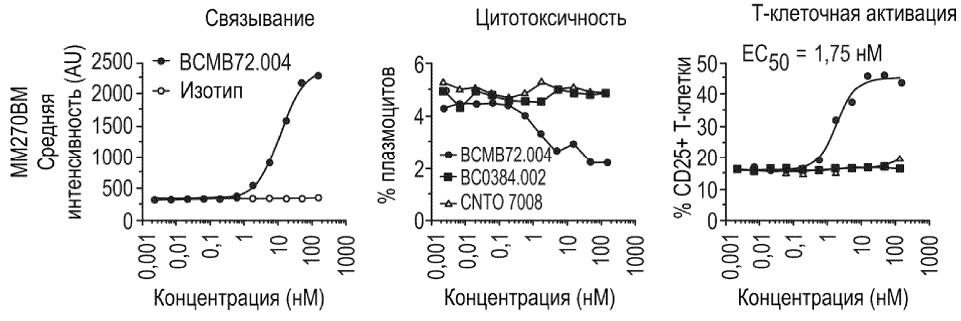 Связывание
Цитотоксичность
Т-клеточная активация
MM270BM
Средняя
интенсивность (AU)
2500
2000
1500
1000
500
0
BCMB72.004
Изотип
0,001
0,01
0,1
1
10
100
1000
Концентрация (нМ)
% плазмоцитов
6
4
2
0
BCMB72.004
BC0384.002
CNTO 7008
0,001
0,01
0,1
1
10
100
1000
Концентрация (нМ)
% CD25+ Т-клетки
50
40
30
20
10
0
EC50 = 1,75 нМ
0,001
0,01
0,1
1
10
100
1000
Концентрация (нМ)